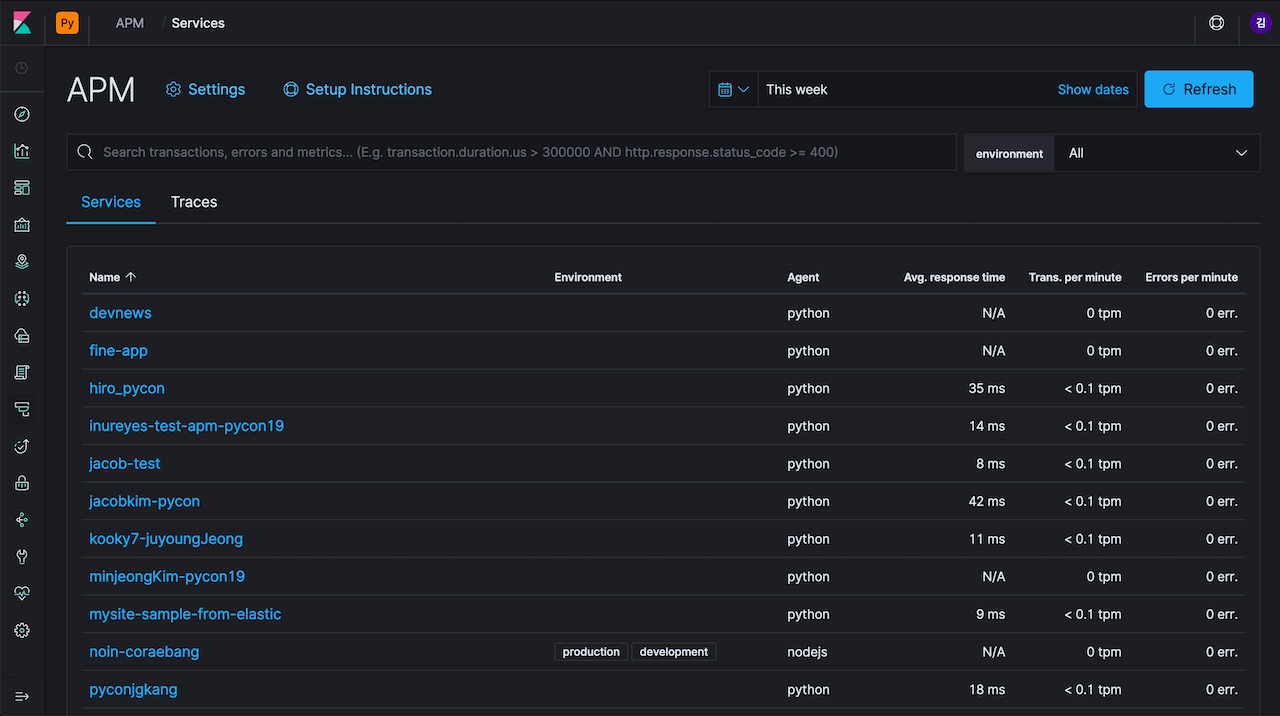 Py APM / Services 김
APM Settings Setup Instructions This week Show dates Refresh
Search transactions, errors and metrics... (E.g. transaction.duration.us > 300000 AND http.response.status_code >= 400) environment All
Services Traces
Name Environment Agent Avg. response time Trans. per minute Errors per minute
devnews python N/A 0 tpm 0 err.
fine-app python N/A 0 tpm 0 err.
hiro_pycon python 35 ms < 0.1 tpm 0 err.
inureyes-test-apm-pycon19 python 14 ms < 0.1 tpm 0 err.
jacob-test python 8 ms < 0.1 tpm 0 err.
jacobkim-pycon python 42 ms < 0.1 tpm 0 err.
kooky7-juyoungJeong python 11 ms < 0.1 tpm 0 err.
minjeongKim-pycon19 python N/A 0 tpm 0 err.
mysite-sample-from-elastic python 9 ms < 0.1 tpm 0 err.
noin-coraebang production development nodejs N/A 0 tpm 0 err.
pyconjgkang python 18 ms < 0.1 tpm 0 err.